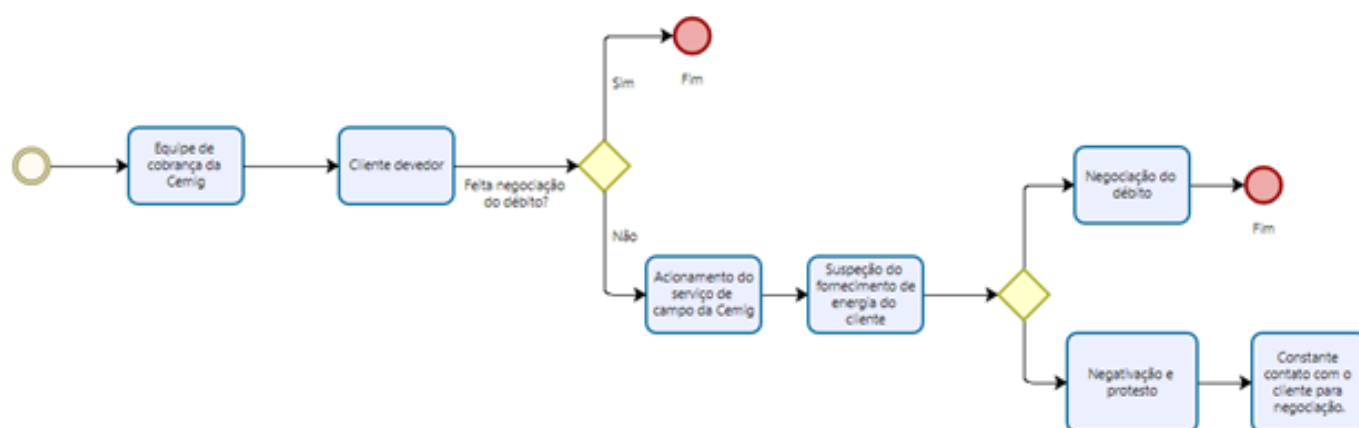 Equipe de
cobrança da
Cemig
Cliente devedor
Feita negociação
do débito?
Sim
Fim
Não
Acionamento do
serviço de
campo da Cemig
Suspeção do
fornecimento de
energia do
cliente
Negociação do
débito
Fim
Negativação e
protesto
Constante
contato com o
cliente para
negociação.